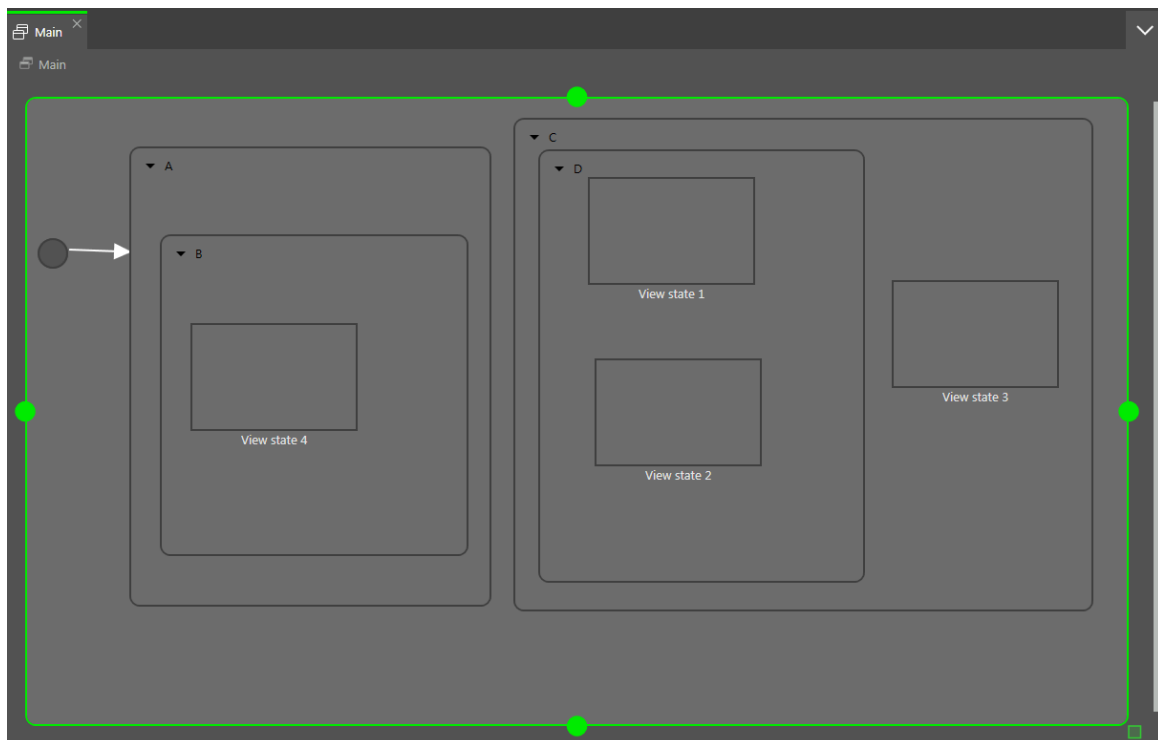 Main
Main
A
B
View state 4
C
D
View state 1
View state 2
View state 3